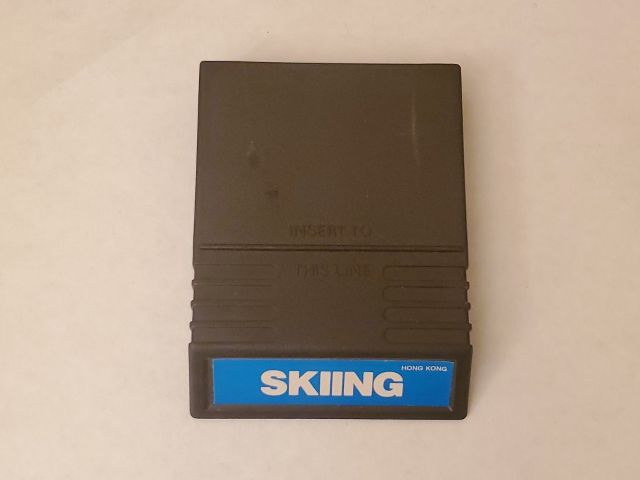 INSERT TO
THIS LINE
HONG KONG
SKIING